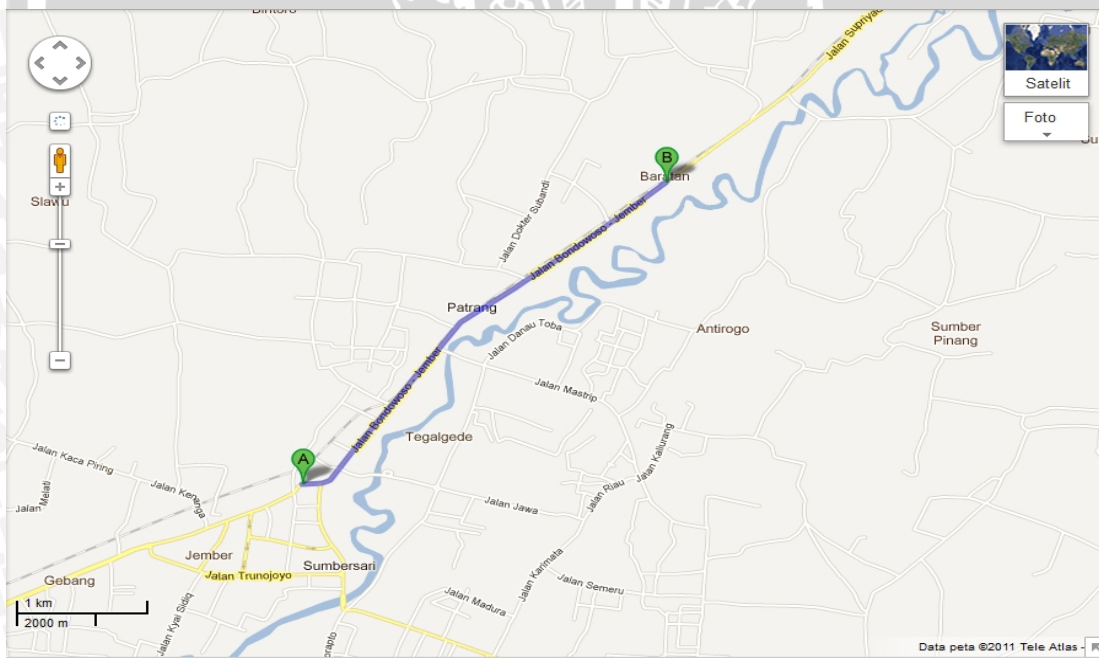 Bintoro
Jalan Supriyadi
Satelit
Foto
B
Baratan
Slawu
Jalan Dokter Subandi
Jalan Bondowoso - Jember
Patrang
Jalan Danau Toba
Antirogo
Sumber
Pinang
Jalan Bondowoso - Jember
Jalan Mastrip
Tegalgede
Jalan Kaliurang
A
Jalan Kaca Piring
Jalan Melati
Jalan Kenanga
Jalan Riau
Jalan Jawa
Jember
Sumbersari
Jalan Karimata
Gebang
Jalan Trunojoyo
Jalan Semeru
Jalan Madura
Jalan Kyai Sidiq
1 km
2000 m
Data peta ©2011 Tele Atlas -